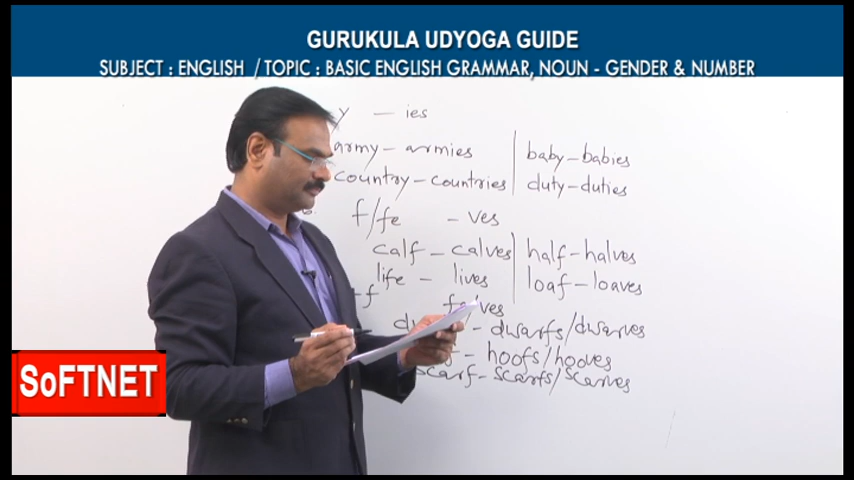 GURUKULA UDYOGA GUIDE
SUBJECT : ENGLISH / TOPIC : BASIC ENGLISH GRAMMAR, NOUN - GENDER & NUMBER
y - ies
army - armies baby - babies
country - countries duty - duties
f/fe - ves
calf - calves half - halves
life - lives loaf - loaves
- dwarfs/dwarves
- hoofs/hooves
scarf - scarfs/scarves
SoFTNET